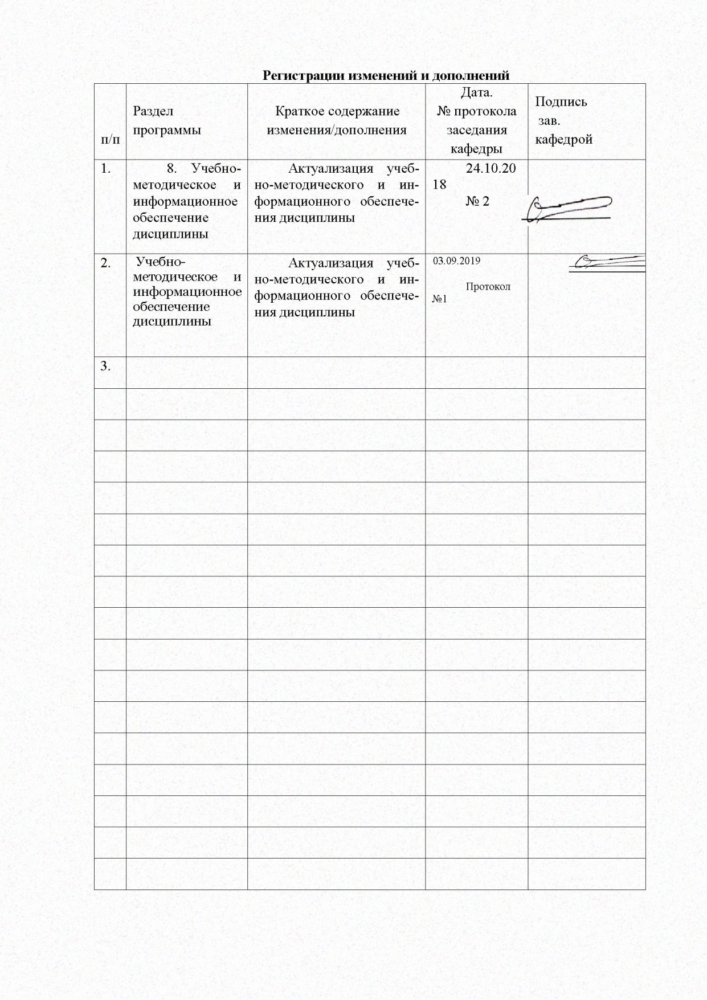 Регистрации изменений и дополнений
п/п
Раздел
программы
Краткое содержание
изменения/дополнения
Дата.
№ протокола
заседания
кафедры
Подпись
зав.
кафедрой
1.
8. Учебно-
методическое и
информационное
обеспечение
дисциплины
Актуализация учеб-
но-методического и ин-
формационного обеспече-
ния дисциплины
24.10.20
18
№ 2
2.
Учебно-
методическое и
информационное
обеспечение
дисциплины
Актуализация учеб-
но-методического и ин-
формационного обеспече-
ния дисциплины
03.09.2019
Протокол
№1
3.